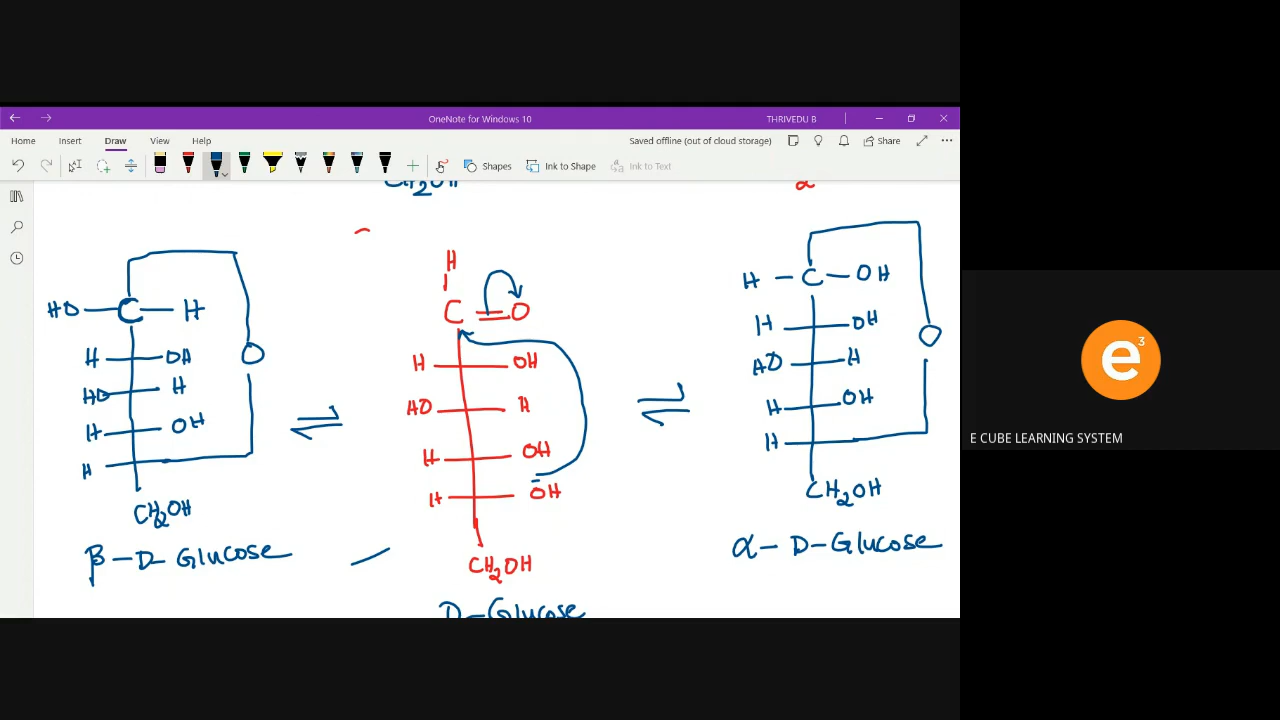 OneNote for Windows 10
THRIVEDU B
Home Insert Draw View Help
Saved offline (out of cloud storage)
Share
Shapes
Ink to Shape
Ink to Text
CH2OH
α
HO C H
H OH
HO H
H OH
H
O
CH2OH
β-D-Glucose
H
C = O
H OH
HO H
H OH
H OH
CH2OH
D-Glucose
H - C - OH
H OH
HO H
H OH
H
O
CH2OH
α-D-Glucose
e3
E CUBE LEARNING SYSTEM